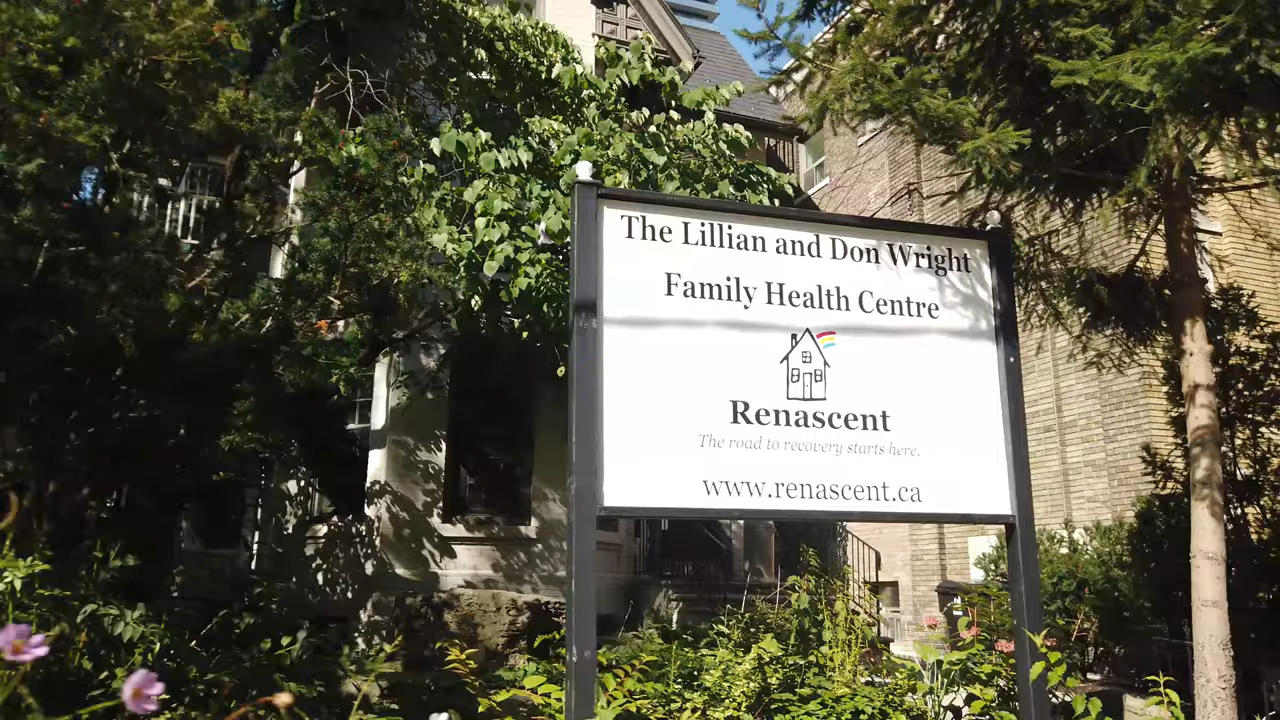 The Lillian and Don Wright
Family Health Centre
Renascent
The road to recovery starts here.
www.renascent.ca